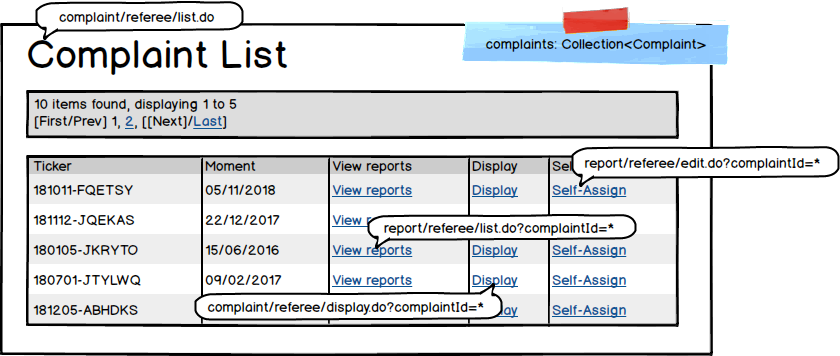 complaint/referee/list.do
complaints: Collection<Complaint>
Complaint List
10 items found, displaying 1 to 5
[First/Prev] 1, 2, [[Next]/Last]
Ticker Moment View reports Display Se
report/referee/edit.do?complaintId=*
181011-FQETSY 05/11/2018 View reports Display Self-Assign
181112-JQEKAS 22/12/2017 View
report/referee/list.do?complaintId=*
180105-JKRYTO 15/06/2016 View reports Display Self-Assign
180701-JTYLWQ 09/02/2017 View reports Display Self-Assign
complaint/referee/display.do?complaintId=*
181205-ABHDKS play Self-Assign